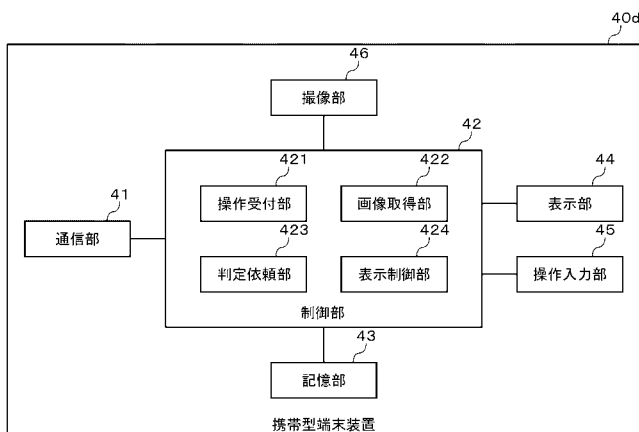 40d
46
撮像部
42
421
422
操作受付部
画像取得部
41
通信部
44
表示部
423
424
判定依頼部
表示制御部
45
操作入力部
制御部
43
記憶部
携帯型端末装置